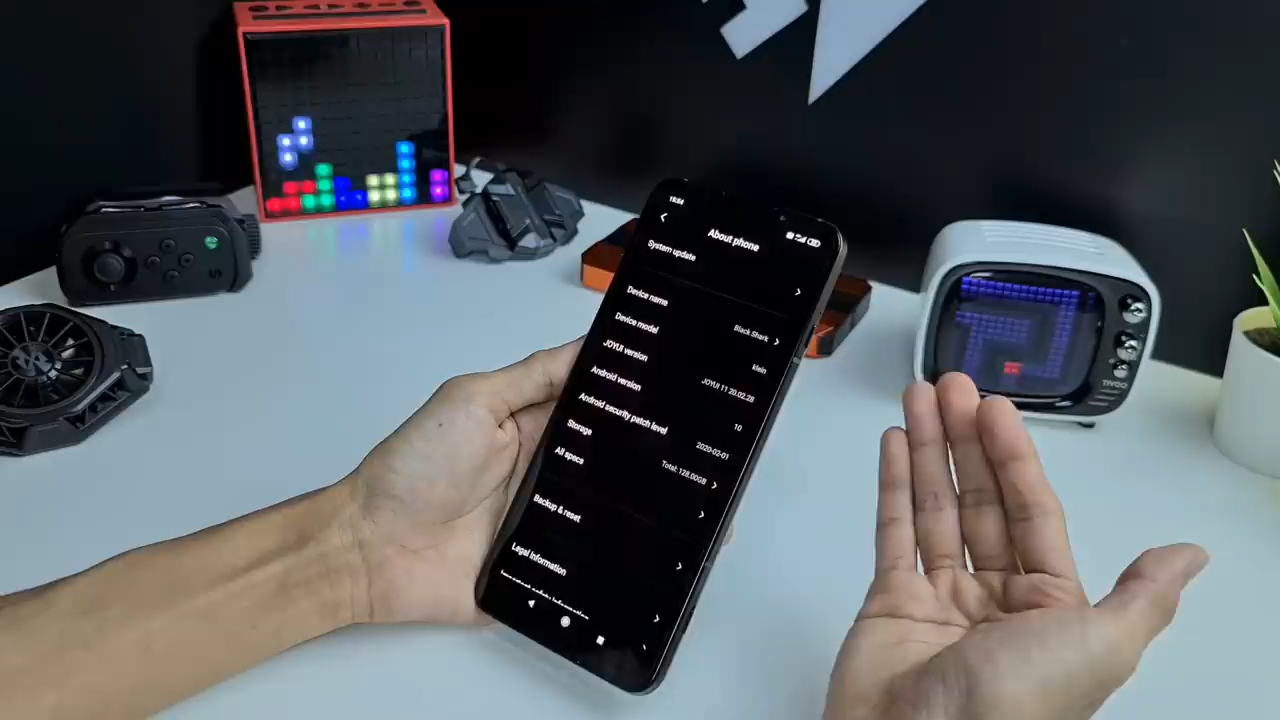 19:54
About phone
System update
Device name
Black Shark
Device model
klein
JOYUI version
JOYUI 11 20.02.28
Android version
10
Android security patch level
2020-02-01
Storage
Total: 128.00GB
All specs
Backup & reset
Legal information
S
TIVOO